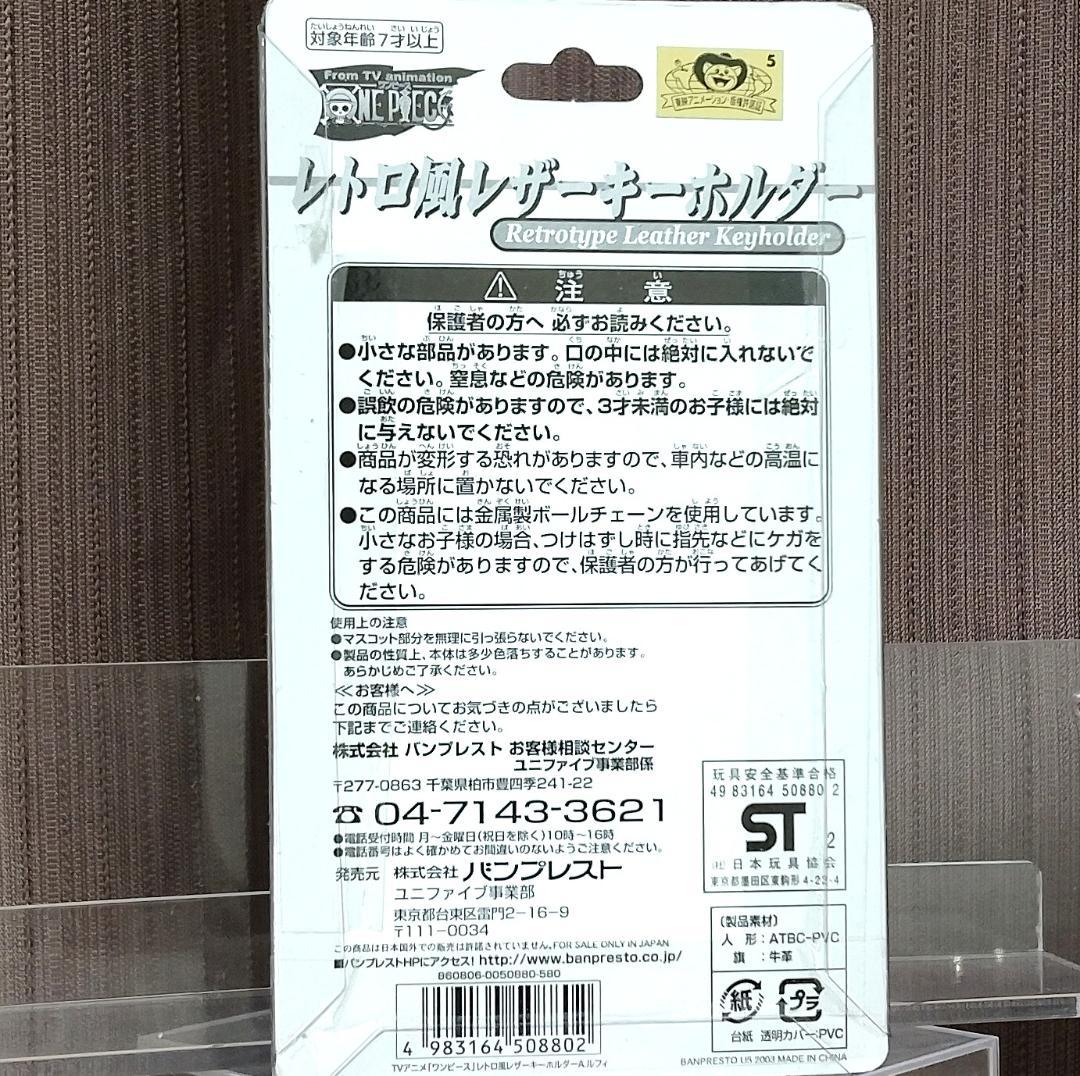 対象年齢7才以上
From TV animation
ONE PIECE
5
東映アニメーション・版権許諾証
レトロ風レザーキーホルダー
Retrotype Leather Keyholder
⚠ 注意
保護者の方へ 必ずお読みください。
●小さな部品があります。口の中には絶対に入れないで
ください。窒息などの危険があります。
●誤飲の危険がありますので、3才未満のお子様には絶対
に与えないでください。
●商品が変形する恐れがありますので、車内などの高温に
なる場所に置かないでください。
●この商品には金属製ボールチェーンを使用しています。
小さなお子様の場合、つけはずし時に指先などにケガを
する危険がありますので、保護者の方が行ってあげてく
ださい。
使用上の注意
●マスコット部分を無理に引っ張らないでください。
●製品の性質上、本体は多少色落ちすることがあります。
あらかじめご了承ください。
≪お客様へ≫
この商品についてお気づきの点がございましたら
下記までご連絡ください。
株式会社 バンプレスト お客様相談センター
ユニファイブ事業部係
〒277-0863 千葉県柏市豊四季241-22
☎ 04-7143-3621
●電話受付時間 月～金曜日(祝日を除く)10時～16時
●電話番号はよく確かめてお間違いのないようご注意ください。
発売元 株式会社 バンプレスト
ユニファイブ事業部
東京都台東区雷門2-16-9
〒111-0034
この商品は日本国外での販売は許諾されていません。FOR SALE ONLY IN JAPAN
■バンプレストHPにアクセス! http://www.banpresto.co.jp/
860806-0050880-580
4 983164 508802
TVアニメ「ワンピース」レトロ風レザーキーホルダーA.ルフィ
玩具安全基準合格
49 83164 50880 2
ST
2
(社)日本玩具協会
東京都墨田区東駒形4-22-4
〔製品素材〕
人 形：ATBC-PVC
旗 ：牛革
紙 プラ
台紙 透明カバー:PVC
BANPRESTO U5 2003 MADE IN CHINA